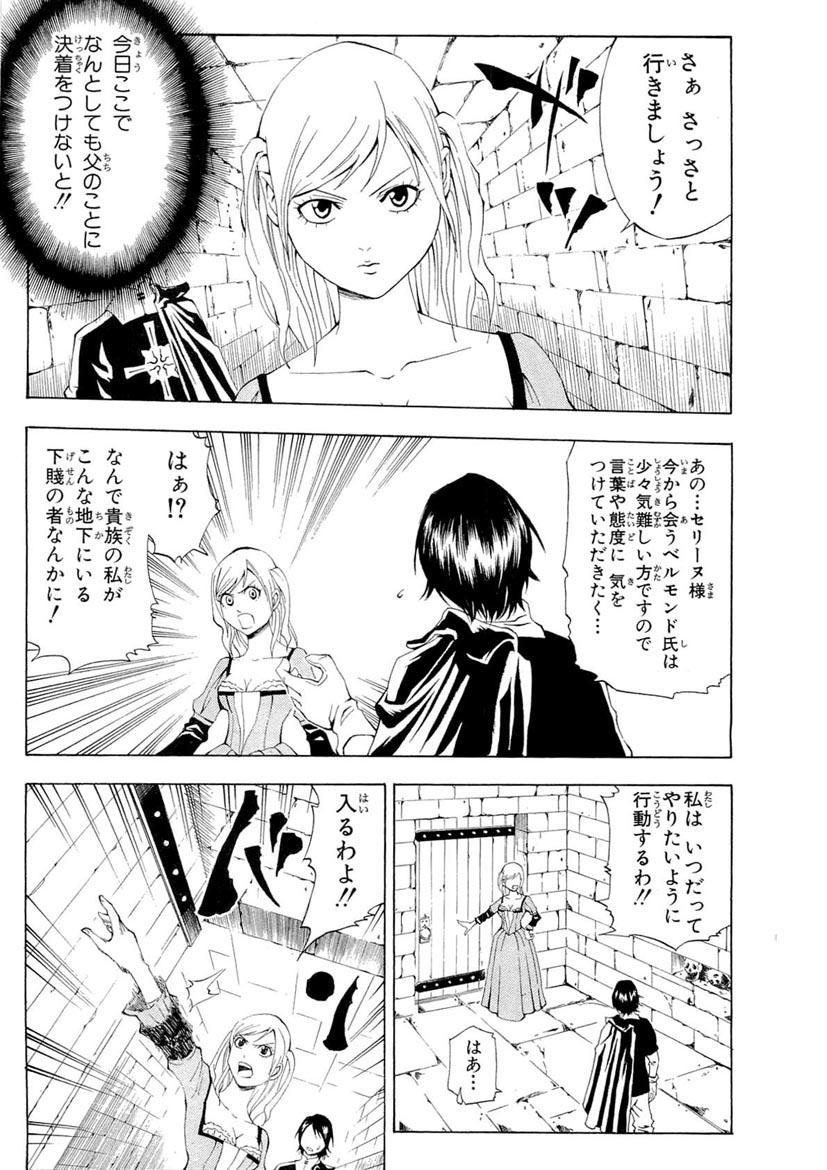 さぁ さっさと
行きましょう!
今日ここで
なんとしても父のことに
決着をつけないと!!
あの…セリーヌ様
今から会うベルモンド氏は
少々気難しい方ですので
言葉や態度に 気を
つけていただきたく…
はぁ!?
なんで貴族の私が
こんな地下にいる
下賤の者なんかに!
私は いつだって
やりたいように
行動するわ!!
はぁ…
入るわよ!!
バン